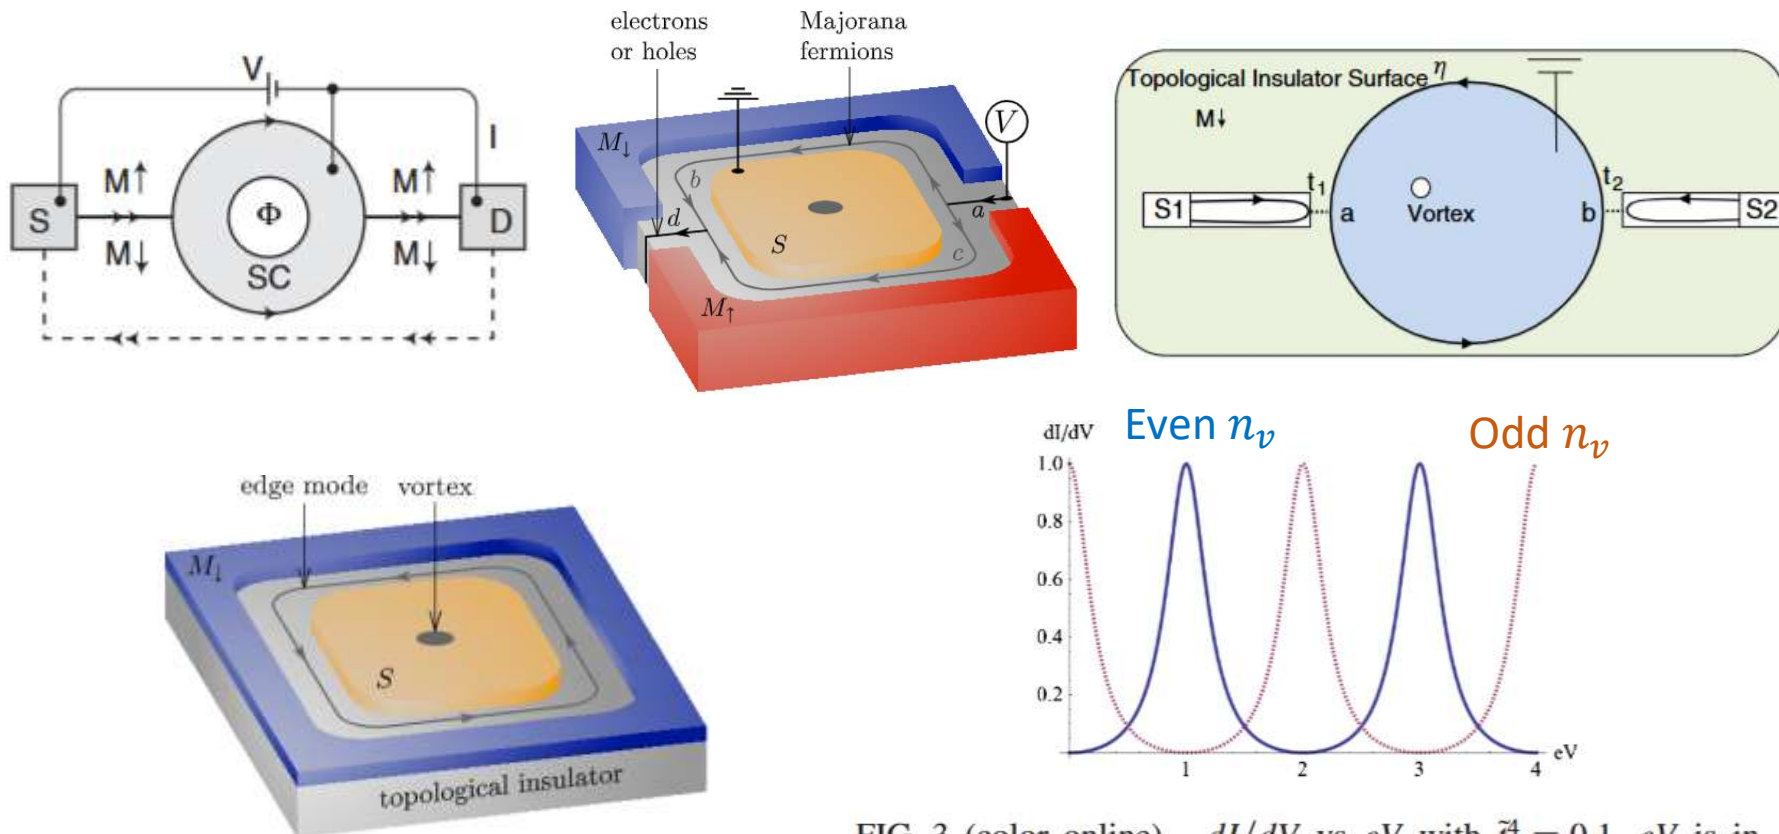 V
I
M↑
M↑
S
Φ
D
M↓
M↓
SC
electrons
or holes
Majorana
fermions
V
M↓
b
a
d
S
c
M↑
Topological Insulator Surface
η
M↓
t₁
t₂
S1
a
Vortex
b
S2
edge mode
vortex
M↓
S
topological insulator
Even nᵥ
Odd nᵥ
dI/dV
1.0
0.8
0.6
0.4
0.2
1
2
3
4
eV